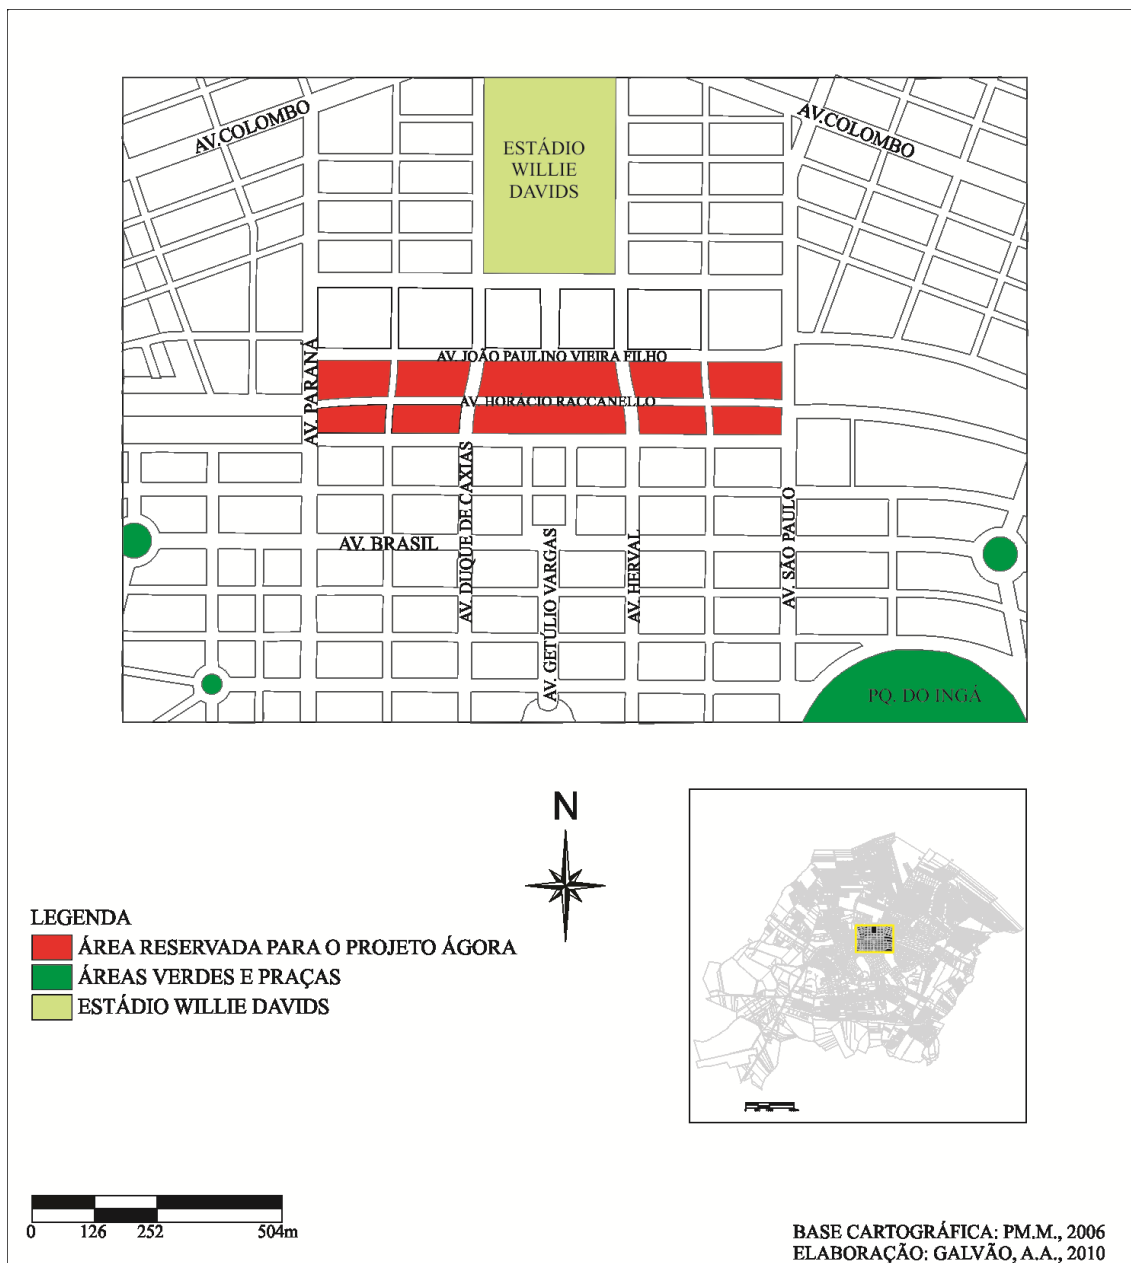 AV.COLOMBO
AV.COLOMBO
ESTÁDIO
WILLIE
DAVIDS
AV. JOÃO PAULINO VIEIRA FILHO
AV. PARANÁ
AV. HORÁCIO RACCANELLO
AV. DUQUE DE CAXIAS
AV. BRASIL
AV. GETÚLIO VARGAS
AV. HERVAL
AV. SÃO PAULO
PQ. DO INGÁ
N
LEGENDA
ÁREA RESERVADA PARA O PROJETO ÁGORA
ÁREAS VERDES E PRAÇAS
ESTÁDIO WILLIE DAVIDS
0 126 252 504m
BASE CARTOGRÁFICA: PM.M., 2006
ELABORAÇÃO: GALVÃO, A.A., 2010